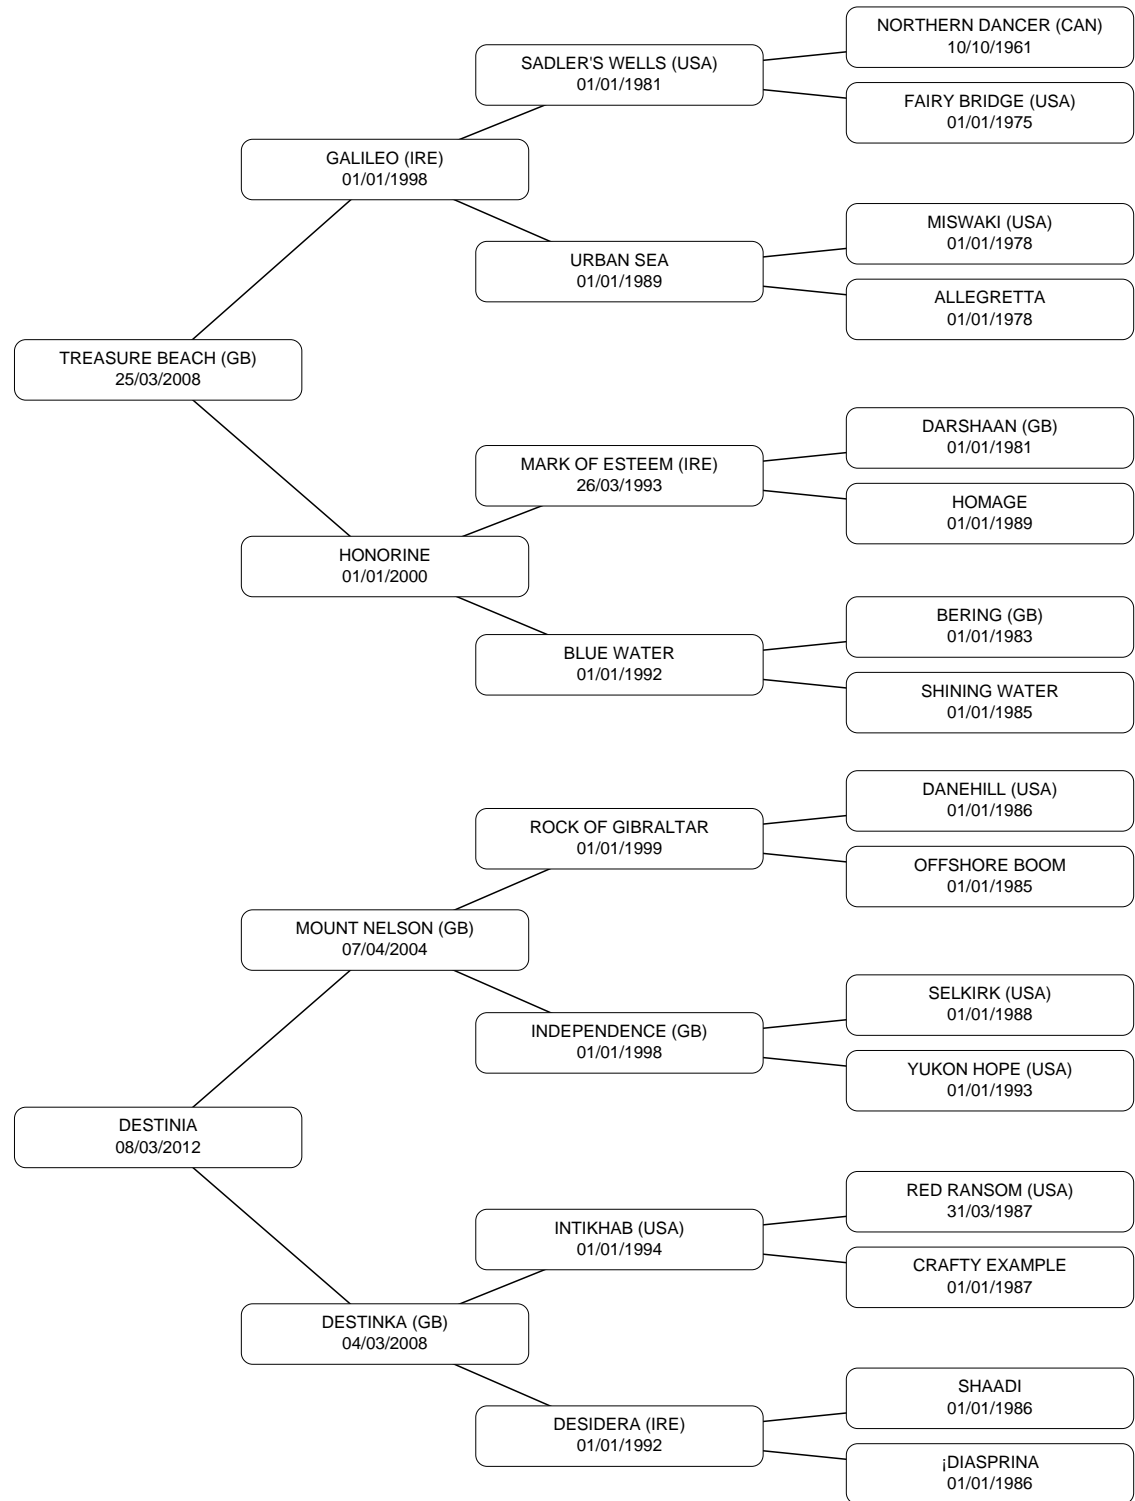 NORTHERN DANCER (CAN)
10/10/1961
SADLER'S WELLS (USA)
01/01/1981
FAIRY BRIDGE (USA)
01/01/1975
GALILEO (IRE)
01/01/1998
MISWAKI (USA)
01/01/1978
URBAN SEA
01/01/1989
ALLEGRETTA
01/01/1978
TREASURE BEACH (GB)
25/03/2008
DARSHAAN (GB)
01/01/1981
MARK OF ESTEEM (IRE)
26/03/1993
HOMAGE
01/01/1989
HONORINE
01/01/2000
BERING (GB)
01/01/1983
BLUE WATER
01/01/1992
SHINING WATER
01/01/1985
DANEHILL (USA)
01/01/1986
ROCK OF GIBRALTAR
01/01/1999
OFFSHORE BOOM
01/01/1985
MOUNT NELSON (GB)
07/04/2004
SELKIRK (USA)
01/01/1988
INDEPENDENCE (GB)
01/01/1998
YUKON HOPE (USA)
01/01/1993
DESTINIA
08/03/2012
RED RANSOM (USA)
31/03/1987
INTIKHAB (USA)
01/01/1994
CRAFTY EXAMPLE
01/01/1987
DESTINKA (GB)
04/03/2008
SHAADI
01/01/1986
DESIDERA (IRE)
01/01/1992
¡DIASPRINA
01/01/1986